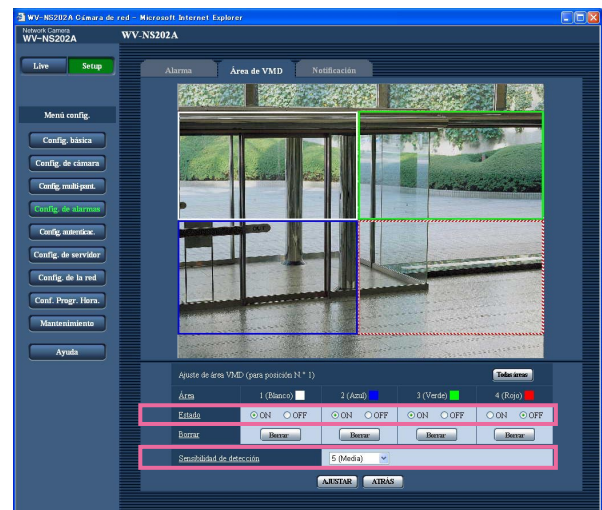 WV-NS202A Cámara de red - Microsoft Internet Explorer
Network Camera
WV-NS202A
WV-NS202A
Live Setup
Alarma Área de VMD Notificación
Menú config.
Config. básica
Config. de cámara
Config. multi-pant.
Config. de alarmas
Config. autenticac.
Config. de servidor
Config. de la red
Conf. Progr. Hora.
Mantenimiento
Ayuda
Ajuste de área VMD (para posición N.° 1) Todas áreas
Área 1 (Blanco) 2 (Azul) 3 (Verde) 4 (Rojo)
Estado ON OFF ON OFF ON OFF ON OFF
Borrar Borrar Borrar Borrar Borrar
Sensibilidad de detección 5 (Media)
AJUSTAR ATRÁS